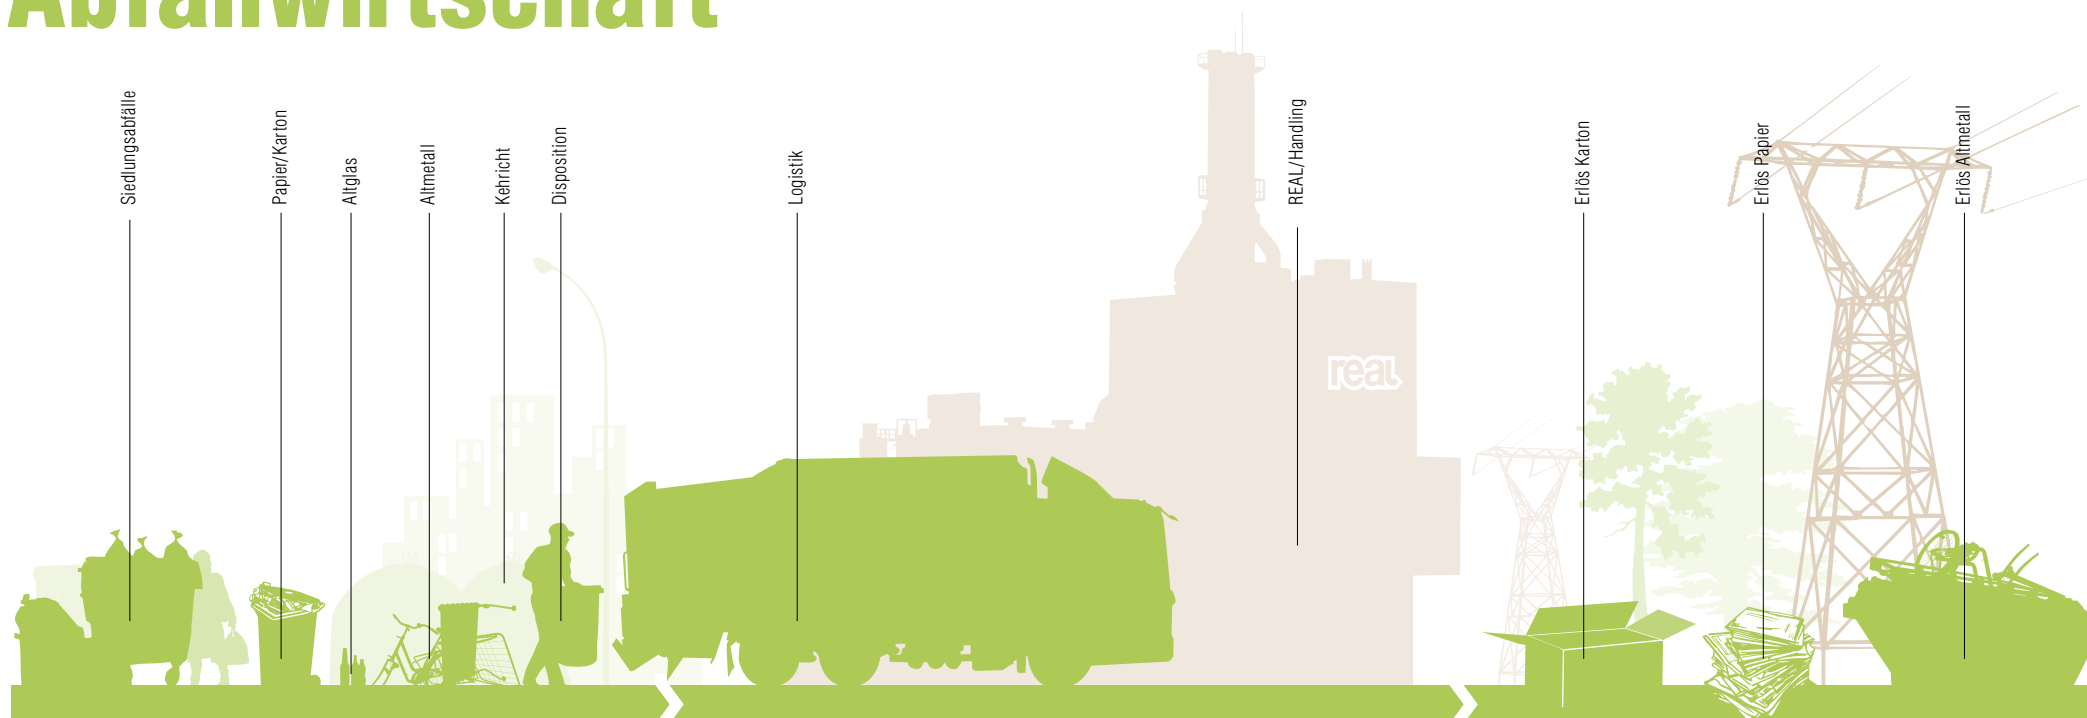 Abfallwirtschaft
Siedlungsabfälle
Papier/Karton
Altglas
Altmetall
Kehricht
Disposition
Logistik
REAL/Handling
Erlös Karton
Erlös Papier
Erlös Altmetall
real